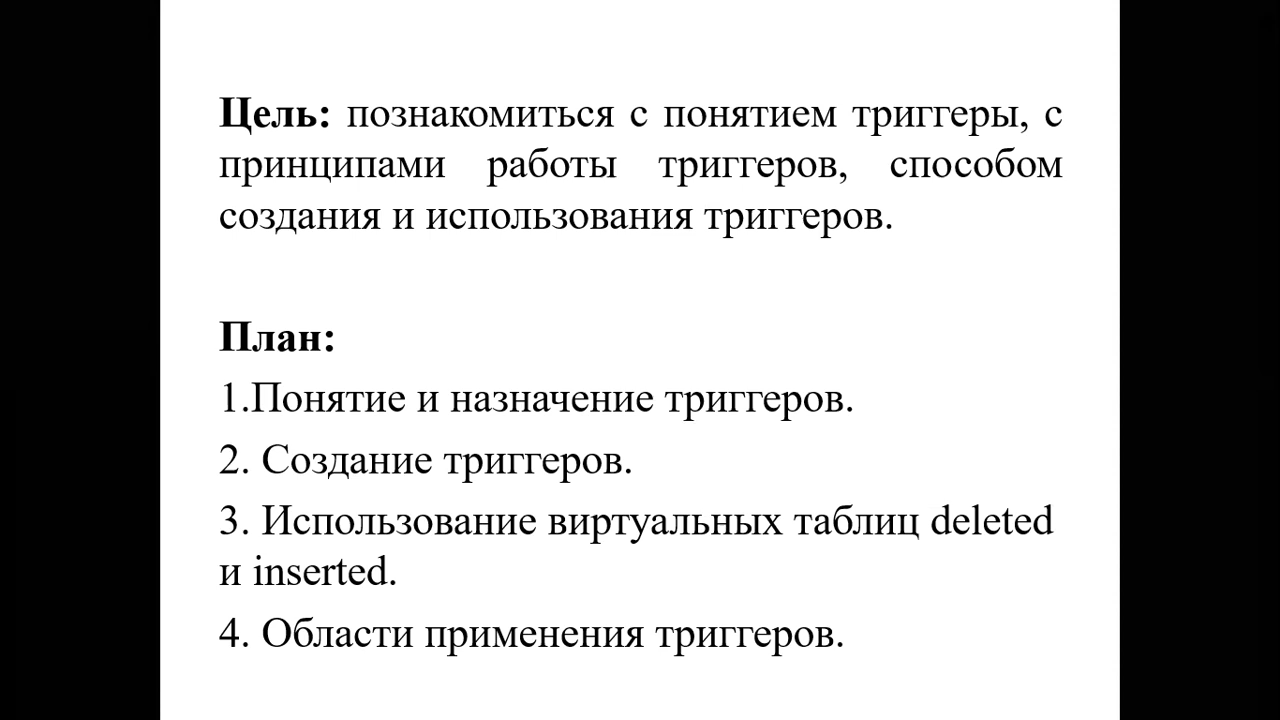 Цель: познакомиться с понятием триггеры, с
принципами работы триггеров, способом
создания и использования триггеров.
План:
1.Понятие и назначение триггеров.
2. Создание триггеров.
3. Использование виртуальных таблиц deleted
и inserted.
4. Области применения триггеров.